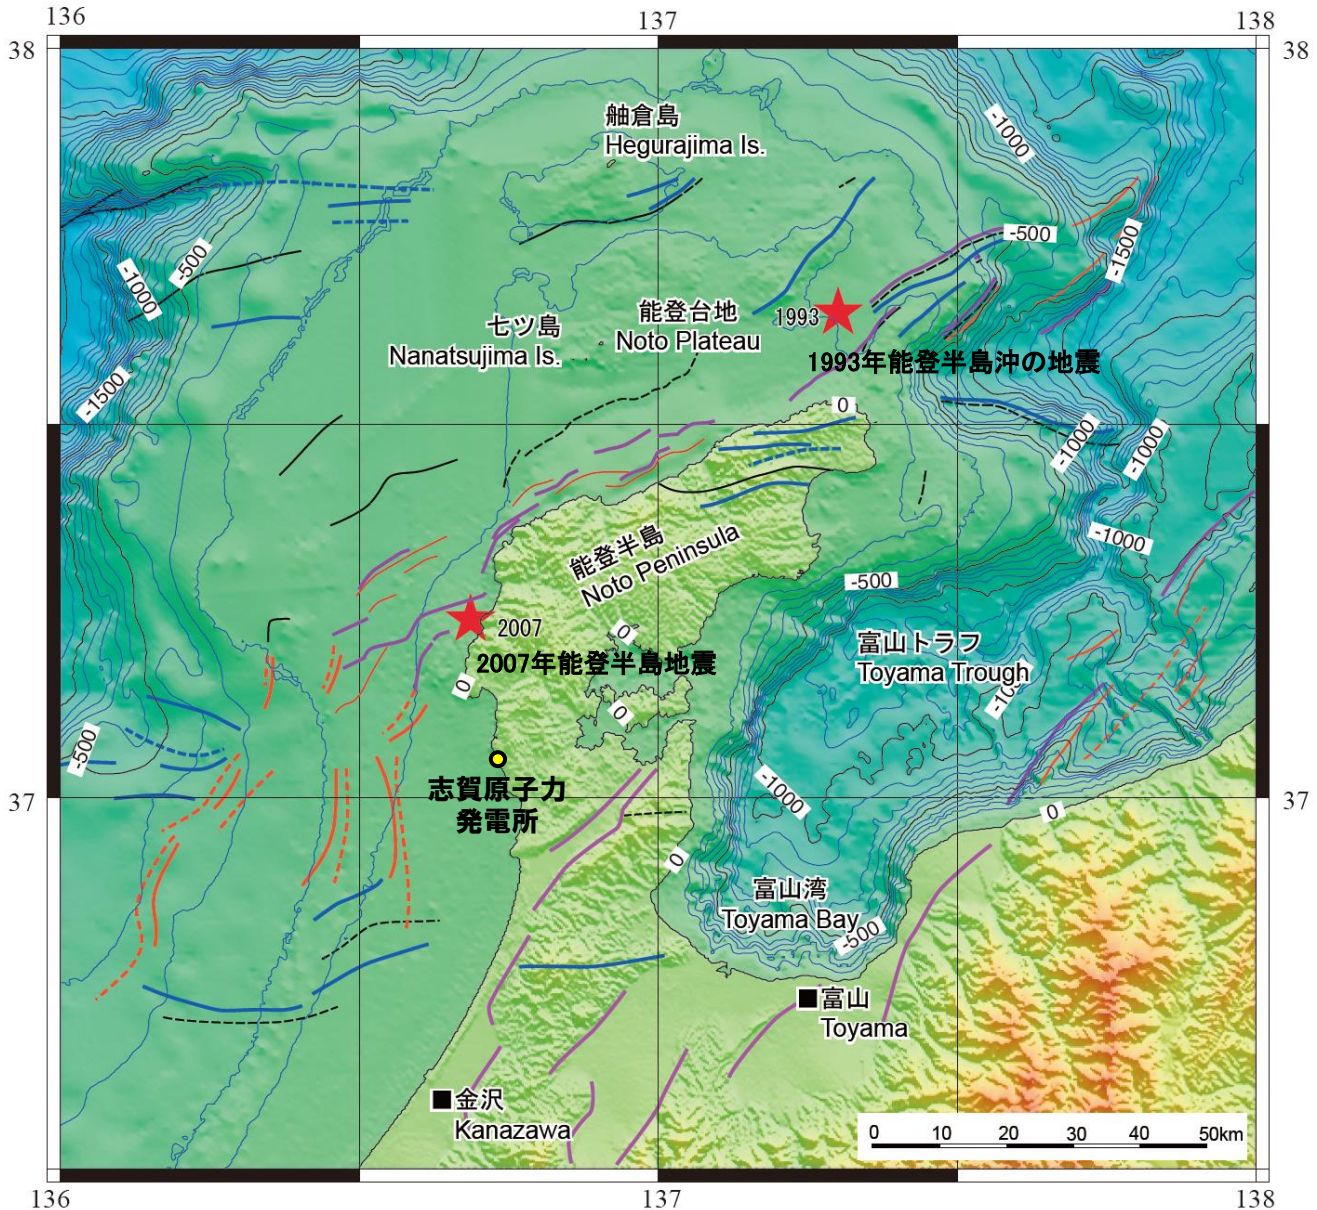 136
137
138
38
38
舳倉島
Hegurajima Is.
-1000
-500
-500
-1500
-1000
能登台地
Noto Plateau
1993
七ツ島
Nanatsujima Is.
1993年能登半島沖の地震
-1500
0
-1000
-1000
-1000
能登半島
Noto Peninsula
-500
2007
0
2007年能登半島地震
富山トラフ
Toyama Trough
0
-10
0
-500
志賀原子力
発電所
-1000
37
37
0
0
富山湾
Toyama Bay
-500
富山
Toyama
金沢
Kanazawa
0 10 20 30 40 50km
136
137
138